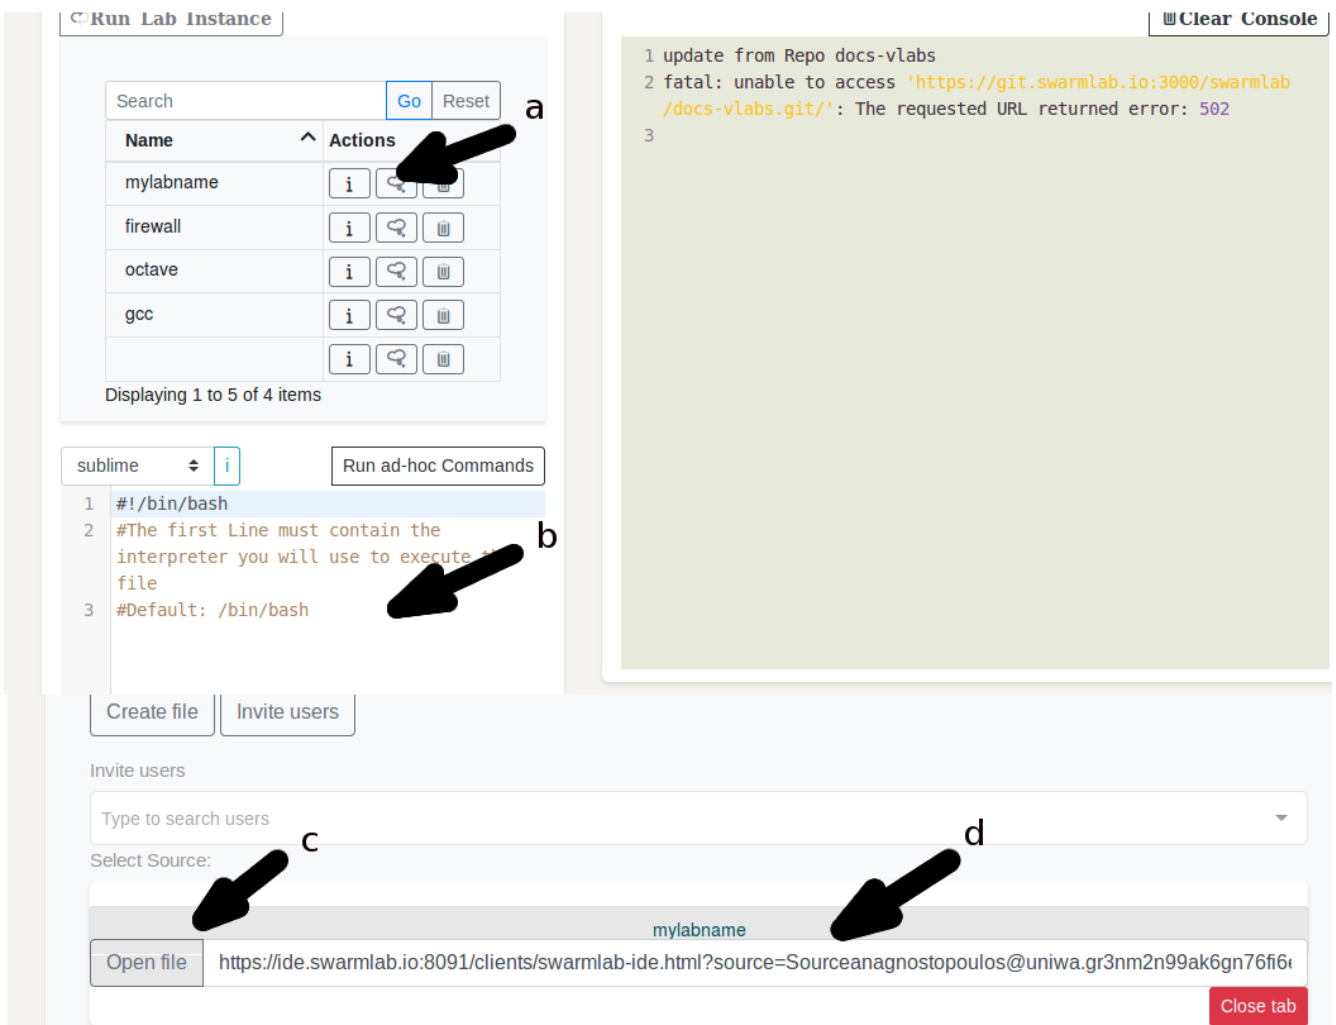 Run Lab Instance
Clear Console
Search Go Reset
a
Name Actions
mylabname i
firewall i
octave i
gcc i
i
Displaying 1 to 5 of 4 items
sublime i Run ad-hoc Commands
1 #!/bin/bash
2 #The first Line must contain the
interpreter you will use to execute
file
3 #Default: /bin/bash
b
1 update from Repo docs-vlabs
2 fatal: unable to access 'https://git.swarmlab.io:3000/swarmlab
/docs-vlabs.git/': The requested URL returned error: 502
3
Create file Invite users
Invite users
Type to search users
c
d
Select Source:
mylabname
Open file https://ide.swarmlab.io:8091/clients/swarmlab-ide.html?source=Sourceanagnostopoulos@uniwa.gr3nm2n99ak6gn76fi6
Close tab